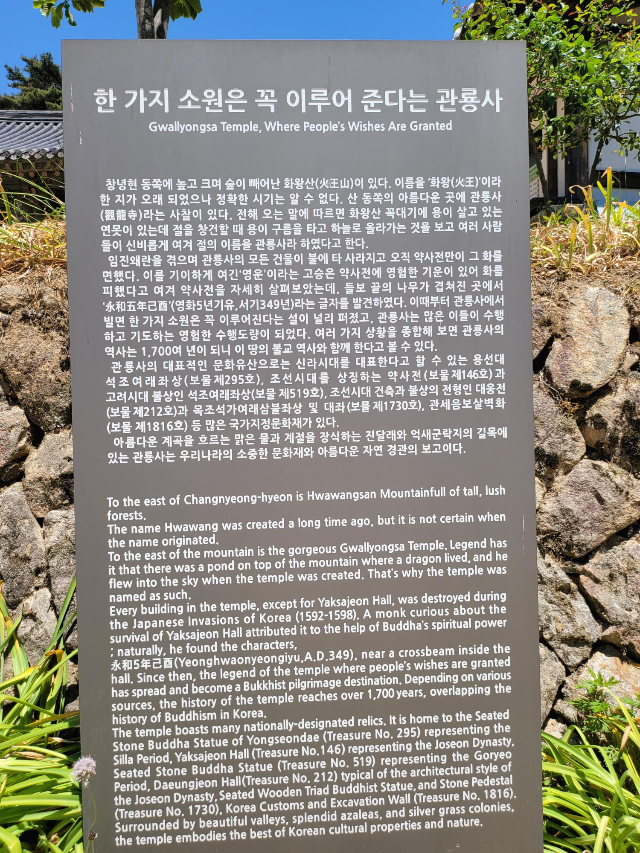 한 가지 소원은 꼭 이루어 준다는 관룡사
Gwallyongsa Temple, Where People's Wishes Are Granted
창녕현 동쪽에 높고 크며 숲이 빼어난 화왕산(火王山)이 있다. 이름을 '화왕(火王)'이라
한 지가 오래 되었으나 정확한 시기는 알 수 없다. 산 동쪽의 아름다운 곳에 관룡사
(觀龍寺)라는 사찰이 있다. 전해 오는 말에 따르면 화왕산 꼭대기에 용이 살고 있는
연못이 있는데 절을 창건할 때 용이 구름을 타고 하늘로 올라가는 것을 보고 여러 사람
들이 신비롭게 여겨 절의 이름을 관룡사라 하였다고 한다.
임진왜란을 겪으며 관룡사의 모든 건물이 불에 타 사라지고 오직 약사전만이 그 화를
면했다. 이를 기이하게 여긴'영운'이라는 고승은 약사전에 영험한 기운이 있어 화를
피했다고 여겨 약사전을 자세히 살펴보았는데, 들보 끝의 나무가 겹쳐진 곳에서
'永和五年己酉'(영화5년기유,서기349년)라는 글자를 발견하였다. 이때부터 관룡사에서
빌면 한 가지 소원은 꼭 이루어진다는 설이 널리 퍼졌고, 관룡사는 많은 이들이 수행
하고 기도하는 영험한 수행도량이 되었다. 여러 가지 상황을 종합해 보면 관룡사의
역사는 1,700여 년이 되니 이 땅의 불교 역사와 함께 한다고 볼 수 있다.
관룡사의 대표적인 문화유산으로는 신라시대를 대표한다고 할 수 있는 용선대
석조여래좌상(보물 제295호), 조선시대를 상징하는 약사전(보물 제146호)과
고려시대 불상인 석조여래좌상(보물 제519호), 조선시대 건축과 불상의 전형인 대웅전
(보물 제212호)과 목조석가여래삼불좌상 및 대좌(보물 제1730호), 관세음보살벽화
(보물 제1816호) 등 많은 국가지정문화재가 있다.
아름다운 계곡을 흐르는 맑은 물과 계절을 장식하는 진달래와 억새군락지의 길목에
있는 관룡사는 우리나라의 소중한 문화재와 아름다운 자연 경관의 보고이다.
To the east of Changnyeong-hyeon is Hwawangsan Mountainfull of tall, lush
forests.
The name Hwawang was created a long time ago, but it is not certain when
the name originated.
To the east of the mountain is the gorgeous Gwallyongsa Temple. Legend has
it that there was a pond on top of the mountain where a dragon lived, and he
flew into the sky when the temple was created. That's why the temple was
named as such.
Every building in the temple, except for Yaksajeon Hall, was destroyed during
the Japanese Invasions of Korea (1592-1598). A monk curious about the
survival of Yaksajeon Hall attributed it to the help of Buddha's spiritual power
; naturally, he found the characters,
永和5年己酉(Yeonghwaonyeongiyu,A.D.349), near a crossbeam inside the
hall. Since then, the legend of the temple where people's wishes are granted
has spread and become a Bukkhist pilgrimage destination. Depending on various
sources, the history of the temple reaches over 1,700 years, overlapping the
history of Buddhism in Korea.
The temple boasts many nationally-designated relics. It is home to the Seated
Stone Buddha Statue of Yongseondae (Treasure No. 295) representing the
Silla Period, Yaksajeon Hall (Treasure No.146) representing the Joseon Dynasty,
Seated Stone Buddha Statue (Treasure No. 519) representing the Goryeo
Period, Daeungjeon Hall(Treasure No. 212) typical of the architectural style of
the Joseon Dynasty, Seated Wooden Triad Buddhist Statue, and Stone Pedestal
(Treasure No. 1730), Korea Customs and Excavation Wall (Treasure No. 1816).
Surrounded by beautiful valleys, splendid azaleas, and silver grass colonies,
the temple embodies the best of Korean cultural properties and nature.